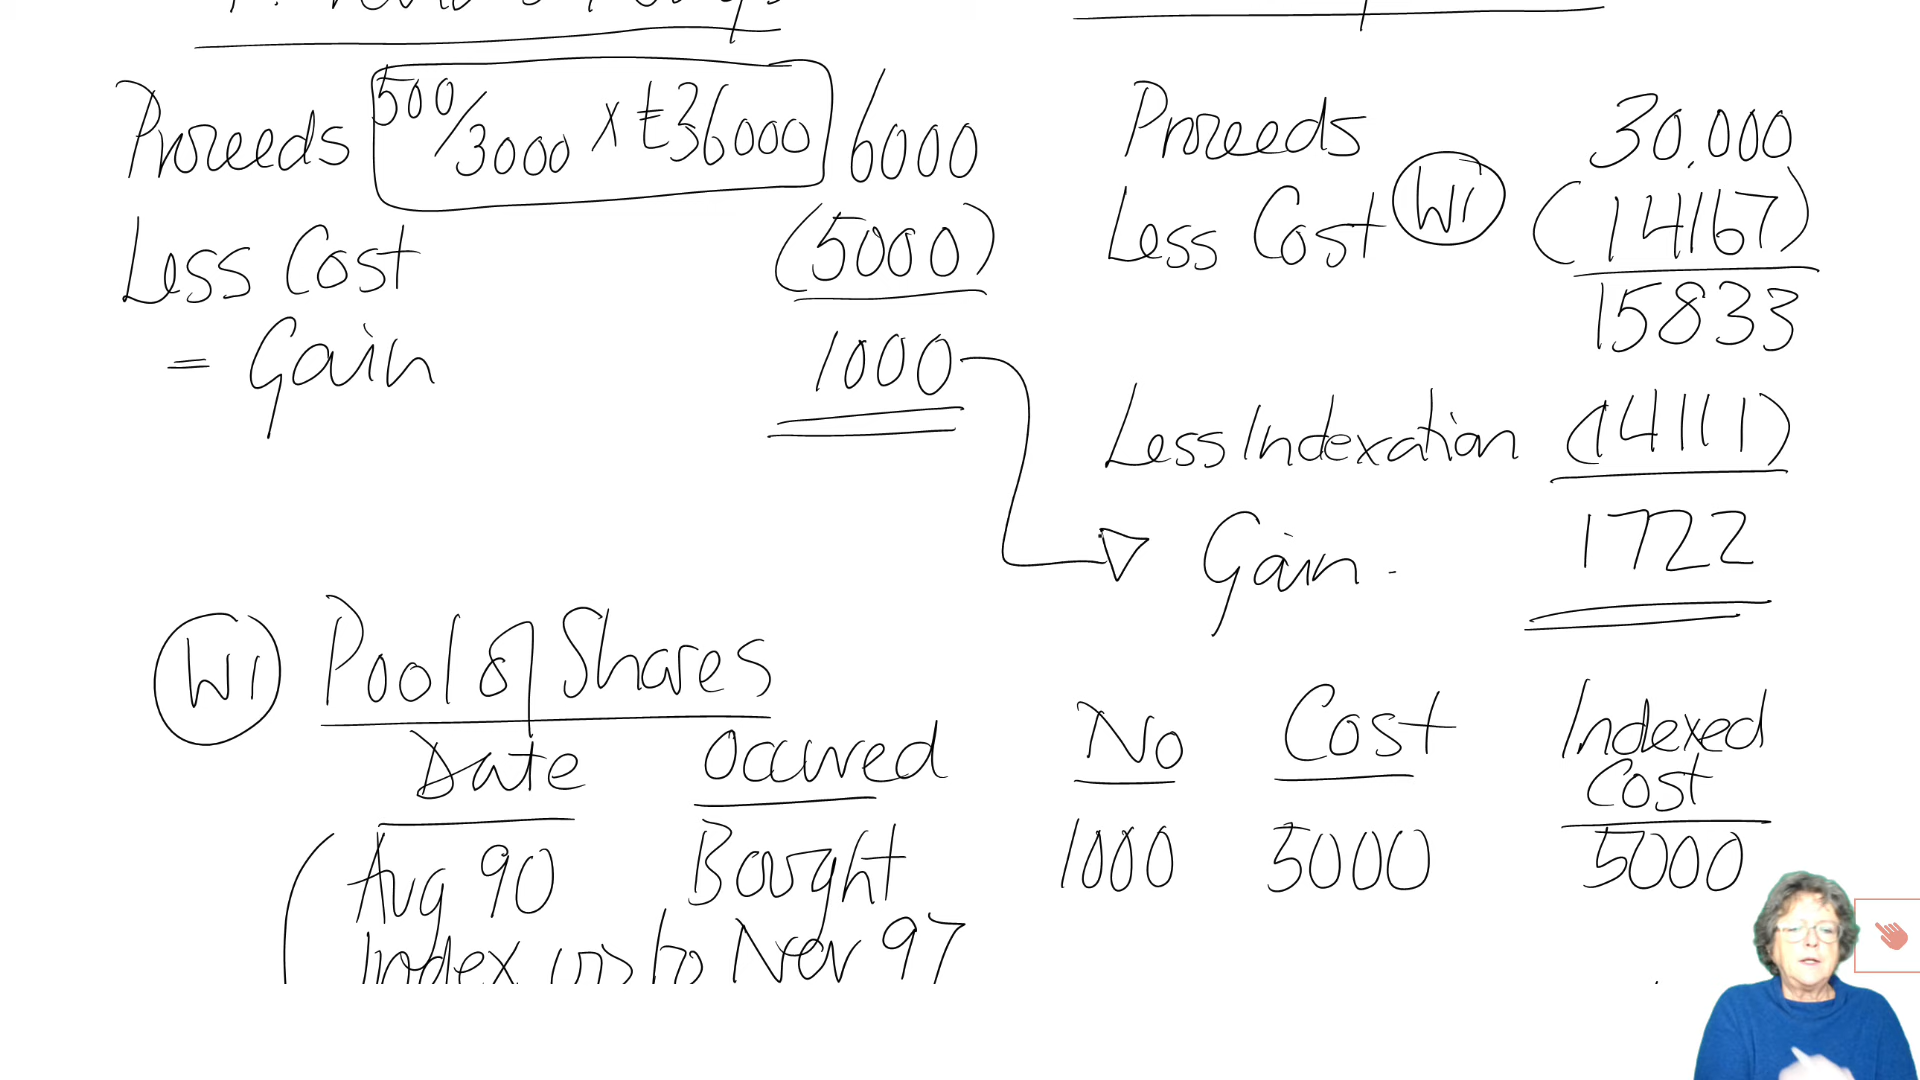 Proceeds 500/3000 x £36000 6000
Less Cost (5000)
= Gain 1000
Proceeds 30,000
Less Cost W1 (14167)
15833
Less Indexation (14111)
Gain. 1722
W1 Pool of Shares
Date Occured No Cost Indexed Cost
Aug 90 Bought 1000 5000 5000
Index to Nov 97